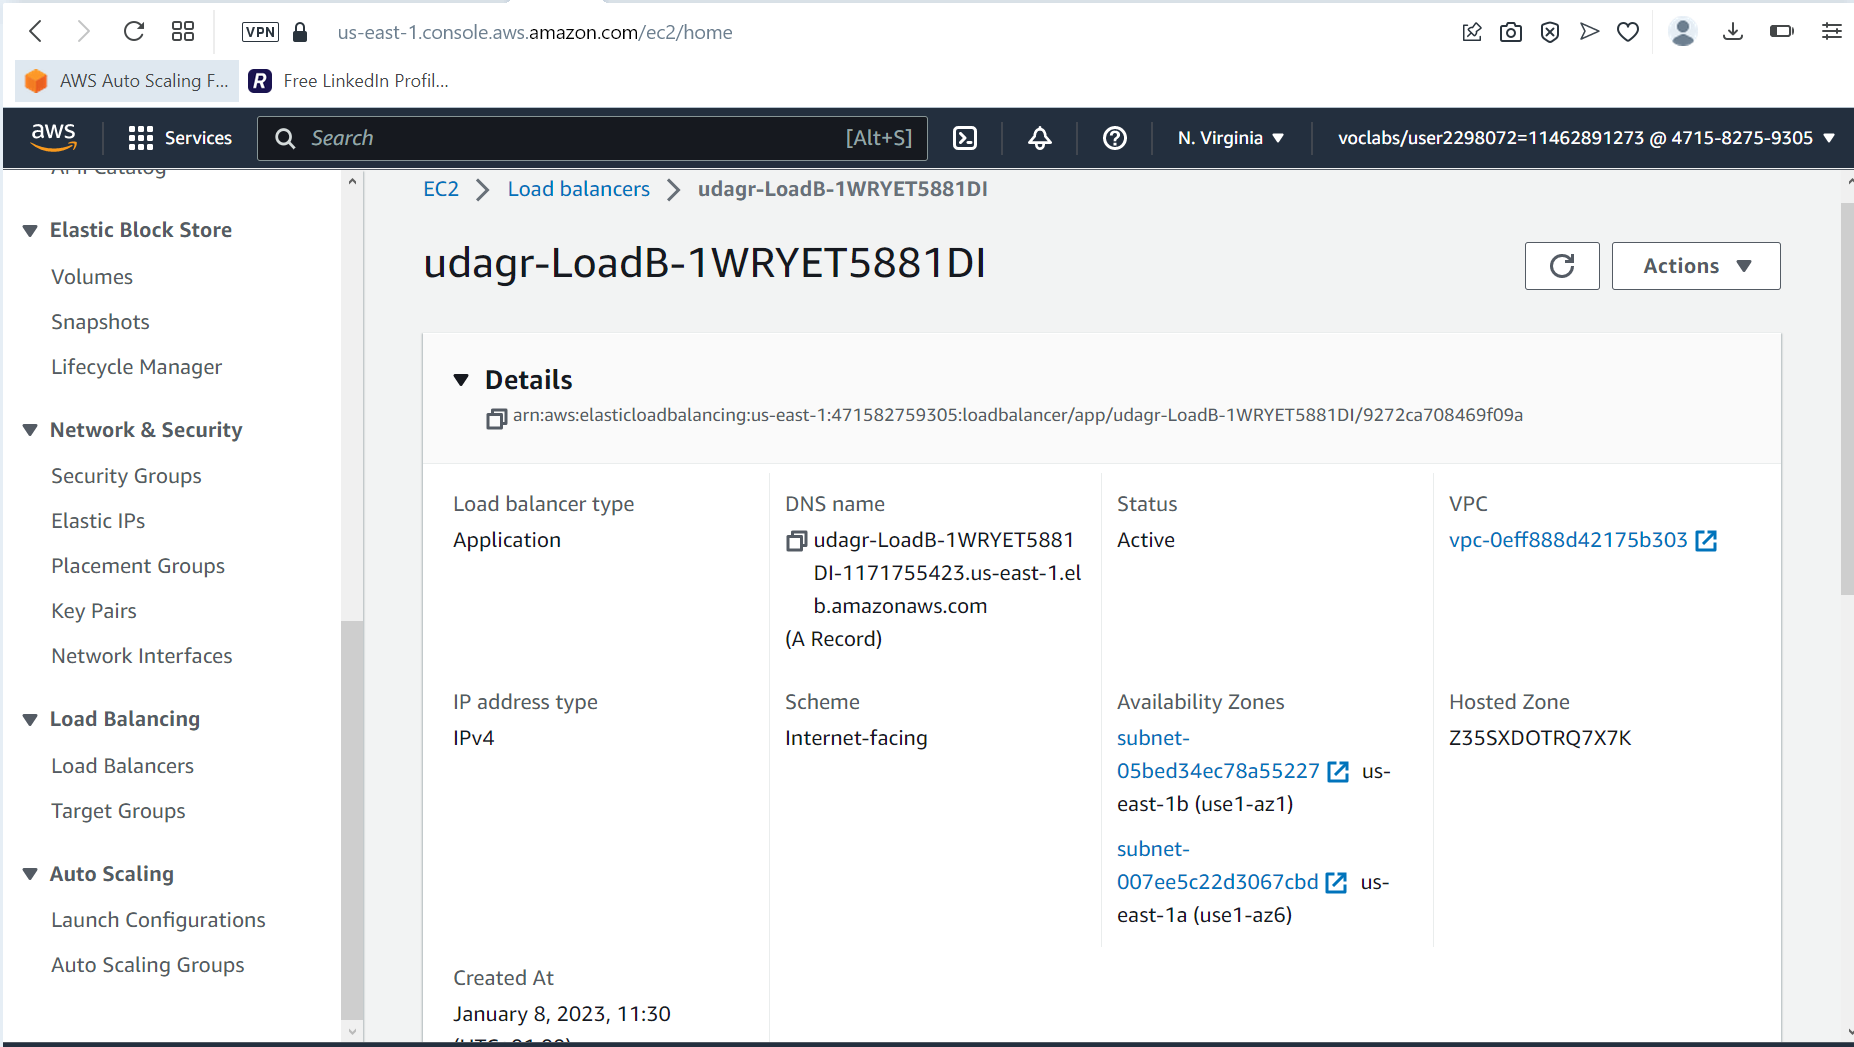 VPN
us-east-1.console.aws.amazon.com/ec2/home
AWS Auto Scaling F...
R
Free LinkedIn Profil...
aws
Services
Search
[Alt+S]
N. Virginia
voclabs/user2298072=11462891273 @ 4715-8275-9305
AMI Catalog
Elastic Block Store
Volumes
Snapshots
Lifecycle Manager
Network & Security
Security Groups
Elastic IPs
Placement Groups
Key Pairs
Network Interfaces
Load Balancing
Load Balancers
Target Groups
Auto Scaling
Launch Configurations
Auto Scaling Groups
EC2 > Load balancers > udagr-LoadB-1WRYET5881DI
udagr-LoadB-1WRYET5881DI
Actions
Details
arn:aws:elasticloadbalancing:us-east-1:471582759305:loadbalancer/app/udagr-LoadB-1WRYET5881DI/9272ca708469f09a
Load balancer type
Application
DNS name
udagr-LoadB-1WRYET5881
DI-1171755423.us-east-1.el
b.amazonaws.com
(A Record)
Status
Active
VPC
vpc-0eff888d42175b303
IP address type
IPv4
Scheme
Internet-facing
Availability Zones
subnet-
05bed34ec78a55227 us-
east-1b (use1-az1)
subnet-
007ee5c22d3067cbd us-
east-1a (use1-az6)
Hosted Zone
Z35SXDOTRQ7X7K
Created At
January 8, 2023, 11:30